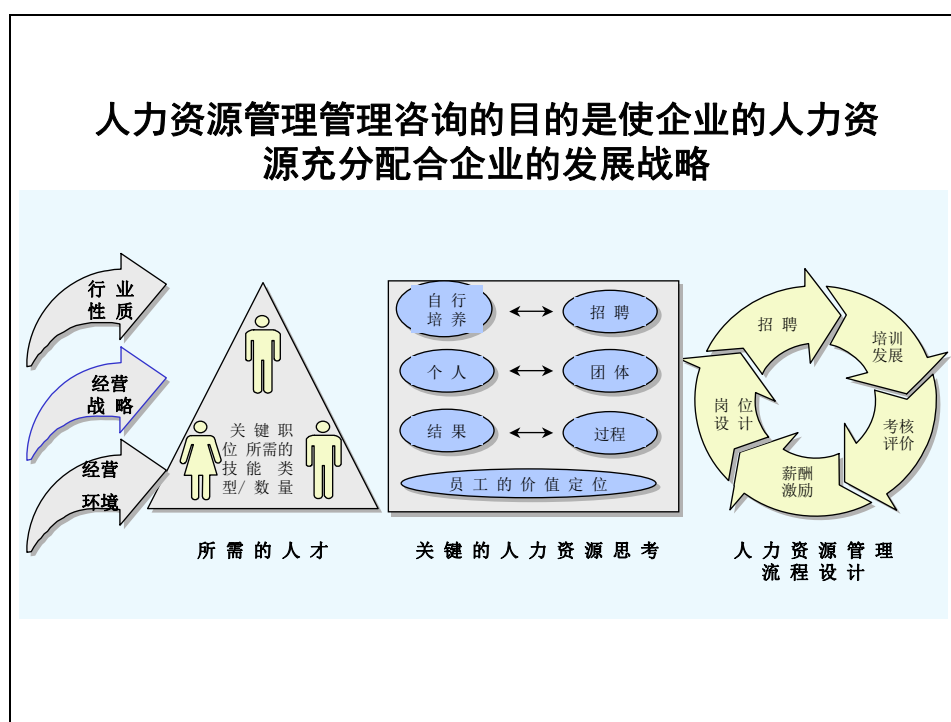 人力资源管理管理咨询的目的是使企业的人力资
源充分配合企业的发展战略
行 业
性 质
经营
战 略
经营
环境
关 键 职
位 所需的
技 能 类
型/ 数 量
所 需 的 人 才
自 行
培 养
招 聘
个 人
团 体
结 果
过程
员 工 的 价 值 定 位
关 键 的 人 力 资 源 思 考
招 聘
培训
发展
考核
评价
薪酬
激励
岗 位
设 计
人 力 资 源 管 理
流 程 设 计